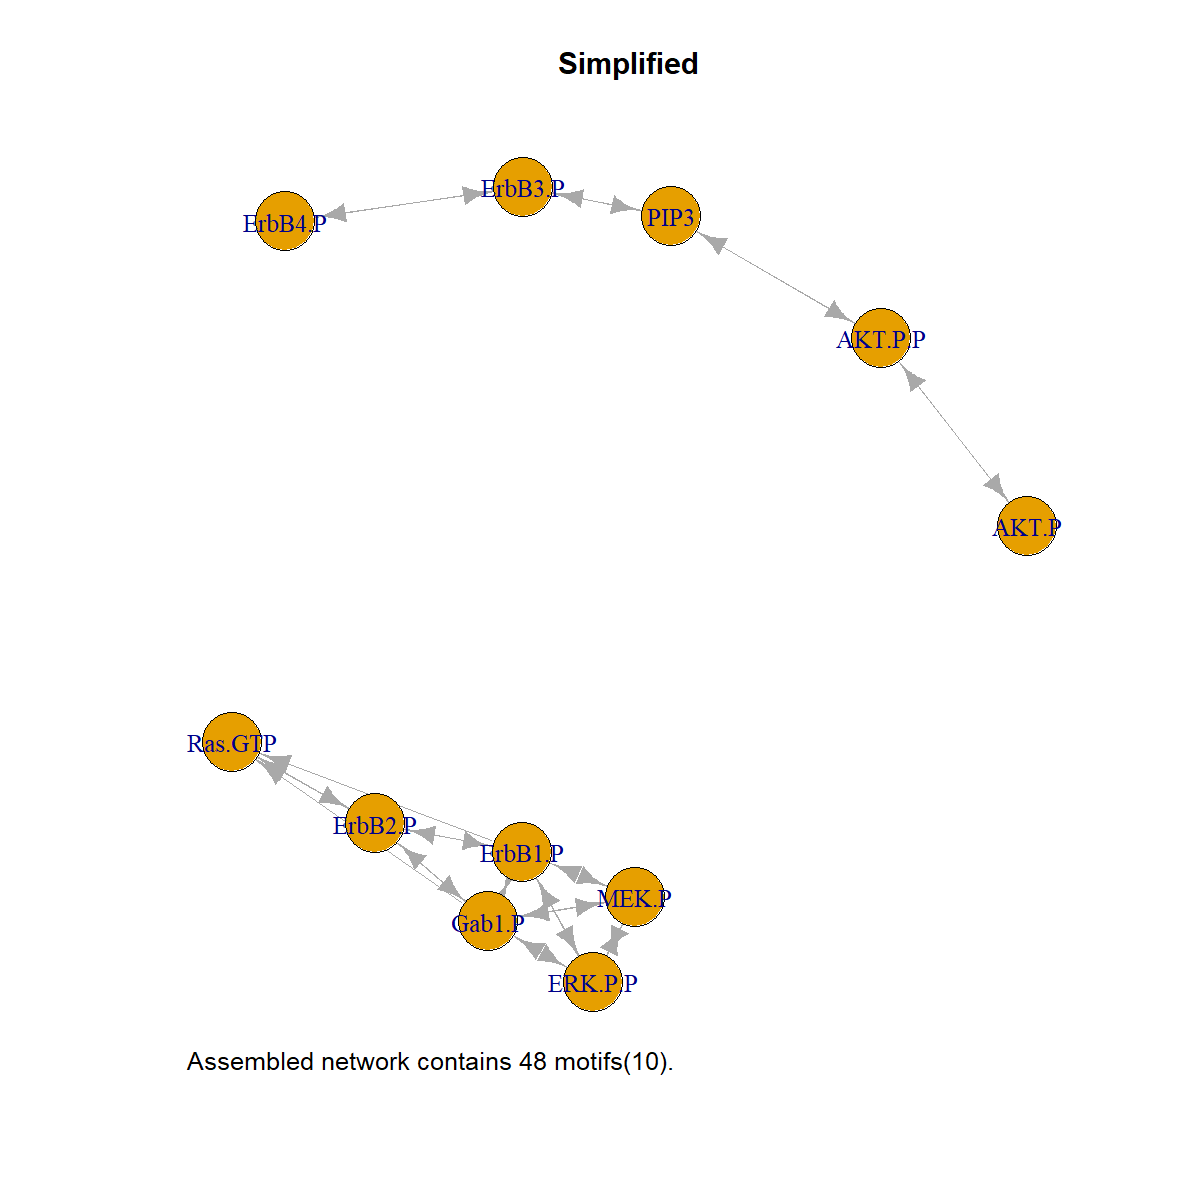 Simplified
ErbB3.P
ErbB4.P
PIP3
AKT.P.P
AKT.P
Ras.GTP
ErbB2.P
ErbB1.P
MEK.P
Gab1.P
ERK.P.P
Assembled network contains 48 motifs(10).